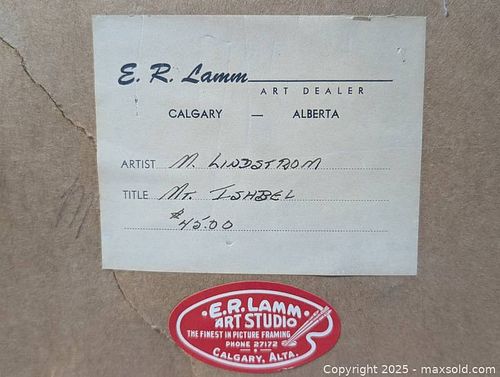 E. R. Lamm
ART DEALER
CALGARY — ALBERTA
ARTIST M. LINDSTROM
TITLE MT. ISHBEL
$45.00
E.R. LAMM
ART STUDIO
THE FINEST IN PICTURE FRAMING
PHONE 27172
CALGARY, ALTA.
Copyright © 2025 - maxsold.com